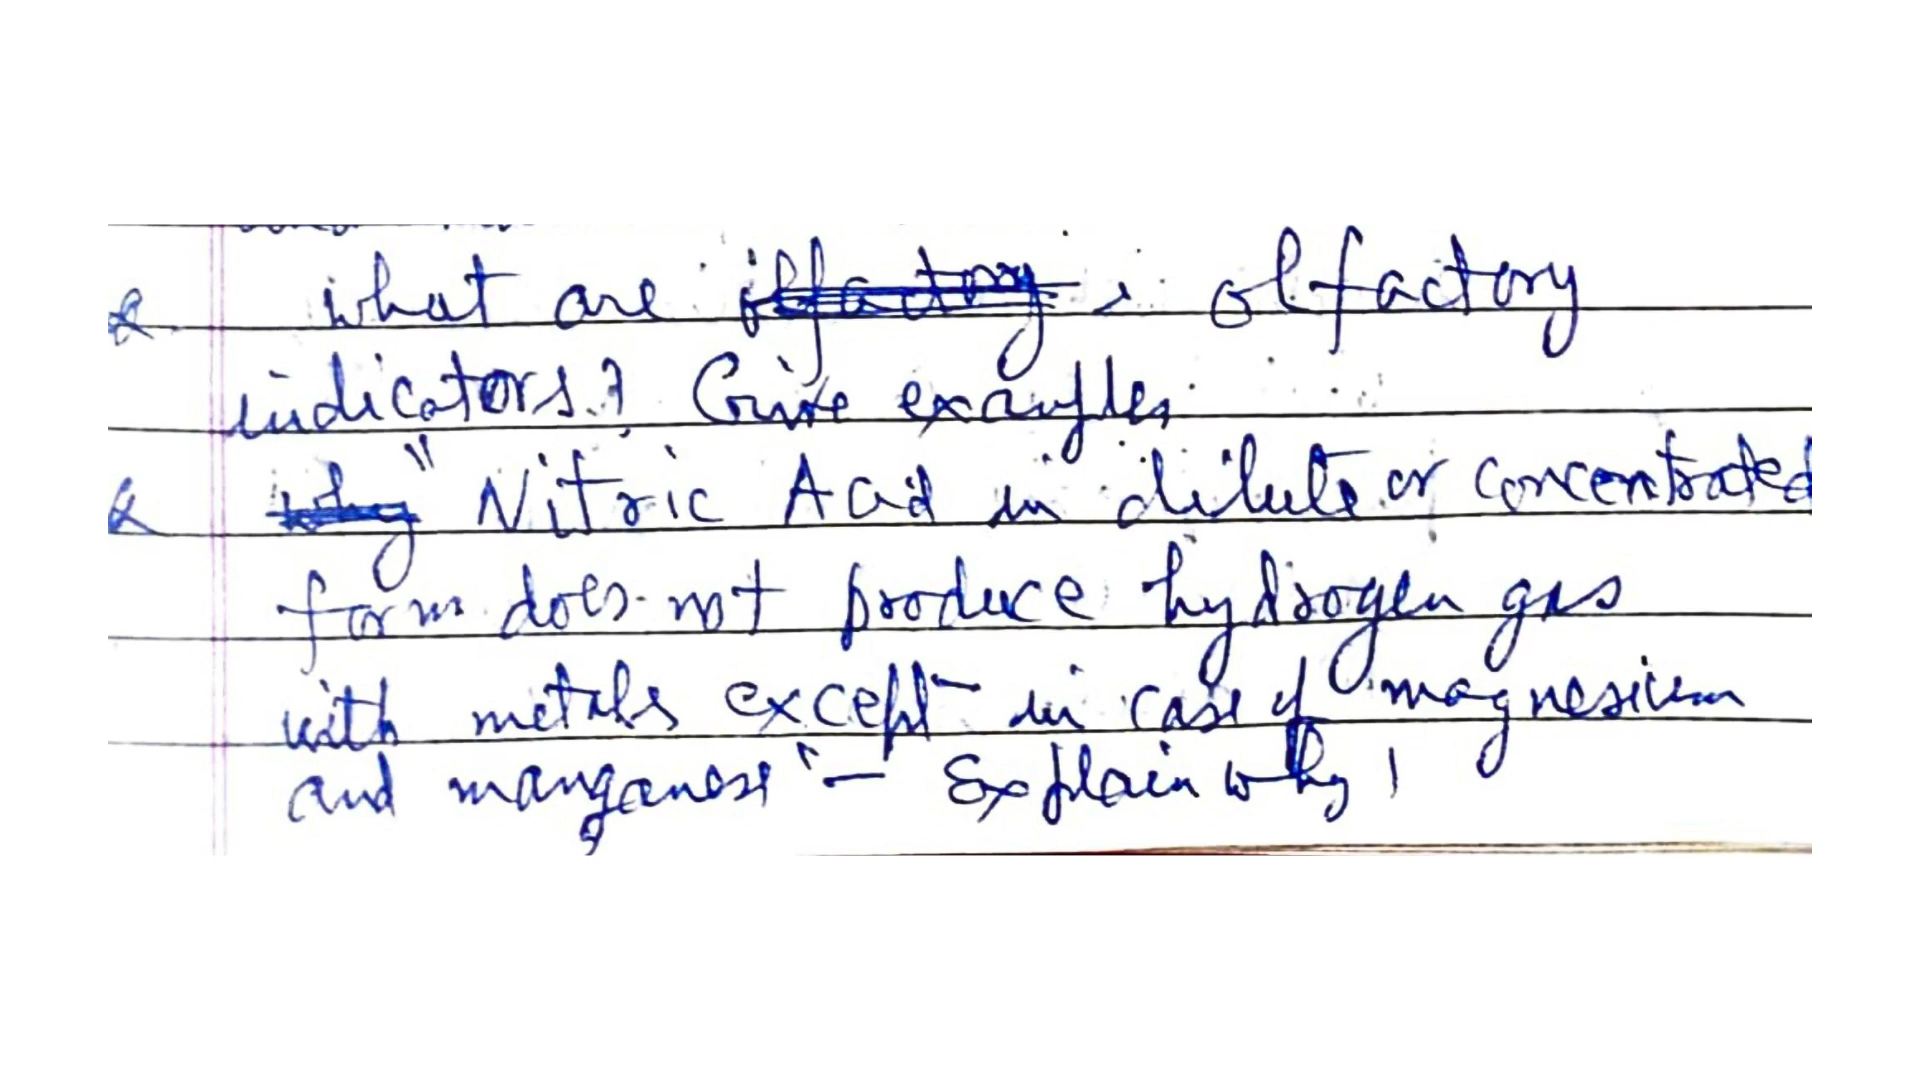 Q. what are olfactory
indicators? Give examples.
Q "Nitric Acid in dilute or concentrated
form does not produce hydrogen gas
with metals except in case of magnesium
and manganese" - Explain why!